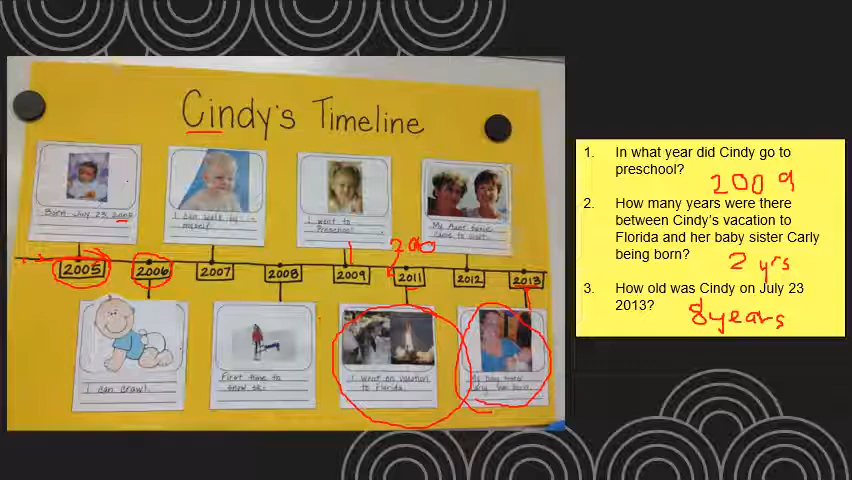 Cindy's Timeline
Born July 23, 2005
I can walk by
myself.
I went to
Preschool.
My Aunt
came to visit.
200
2005
2006
2007
2008
2009
2011
2012
2013
I can crawl.
First time to
snow ski
I went on vacation
to Florida.
My baby sister
was born
1. In what year did Cindy go to
preschool?
2009
2. How many years were there
between Cindy's vacation to
Florida and her baby sister Carly
being born?
2 yrs
3. How old was Cindy on July 23
2013?
8 years